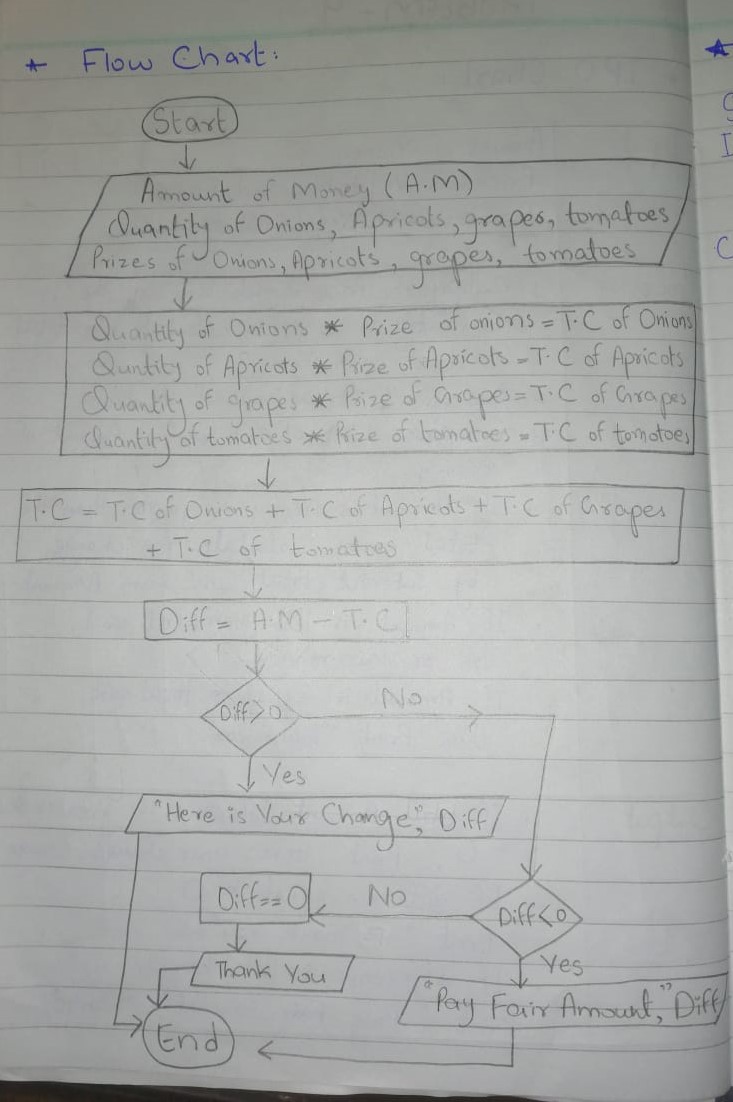 * Flow Chart:
Start
Amount of Money (A.M)
Quantity of Onions, Apricots, grapes, tomatoes
Prizes of Onions, Apricots, grapes, tomatoes
Quantity of Onions * Prize of onions = T.C of Onions
Quntity of Apricots * Prize of Apricots = T.C of Apricots
Quantity of grapes * Prize of Grapes = T.C of Grapes
Quantity of tomatoes * Prize of tomatoes = T.C of tomotoes
T.C = T.C of Onions + T.C of Apricots + T.C of Grapes
+ T.C of tomatoes
Diff = A.M - T.C
Diff>0
No
Yes
"Here is Your Change", Diff
Diff==0
No
Diff<0
Thank You
Yes
"Pay Fair Amount," Diff
End